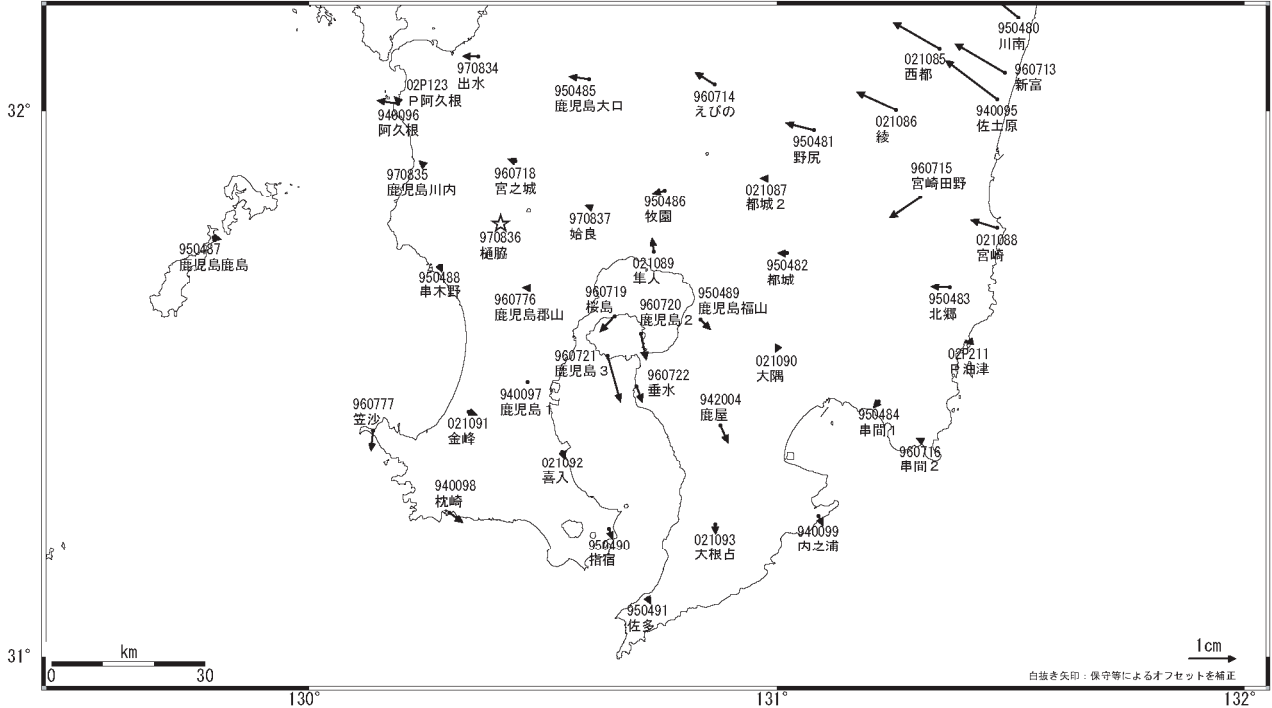 950480
川南
021085
西都
960713
新富
970834
出水
02P123
P阿久根
950485
鹿児島大口
960714
えびの
940095
佐土原
32°
940096
阿久根
021086
綾
950481
野尻
960715
宮崎田野
970835
鹿児島川内
960718
宮之城
021087
都城2
950486
牧園
970837
姶良
970836
樋脇
021088
宮崎
950487
鹿児島鹿島
021089
隼人
950482
都城
950488
串木野
960776
鹿児島郡山
960719
桜島
960720
鹿児島2
950489
鹿児島福山
950483
北郷
960721
鹿児島3
021090
大隅
02P211
P油津
960722
垂水
940097
鹿児島1
942004
鹿屋
960777
笠沙
021091
金峰
950484
串間1
960716
串間2
021092
喜入
940098
枕崎
950490
指宿
021093
大根占
940099
内之浦
950491
佐多
31°
km
0 30
1cm
白抜き矢印：保守等によるオフセットを補正
130° 131° 132°